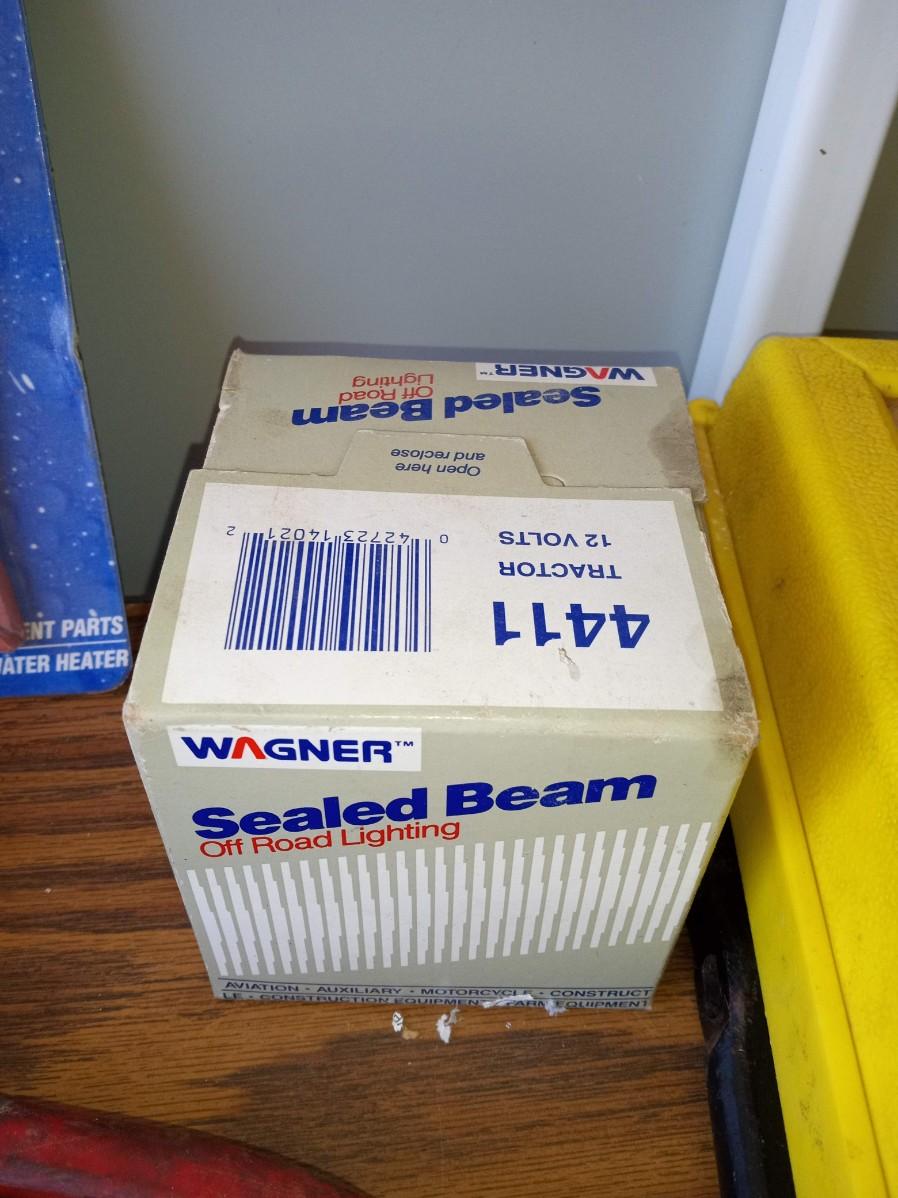 WAGNER™
Sealed Beam
Off Road
Lighting
Open here
and reclose
4411
TRACTOR
12 VOLTS
0 42723 14021 2
WAGNER™
Sealed Beam
Off Road Lighting
AVIATION · AUXILIARY · MOTORCYCLE · CONSTRUCT
LE · CONSTRUCTION EQUIPMENT · FARM EQUIPMENT
ENT PARTS
WATER HEATER